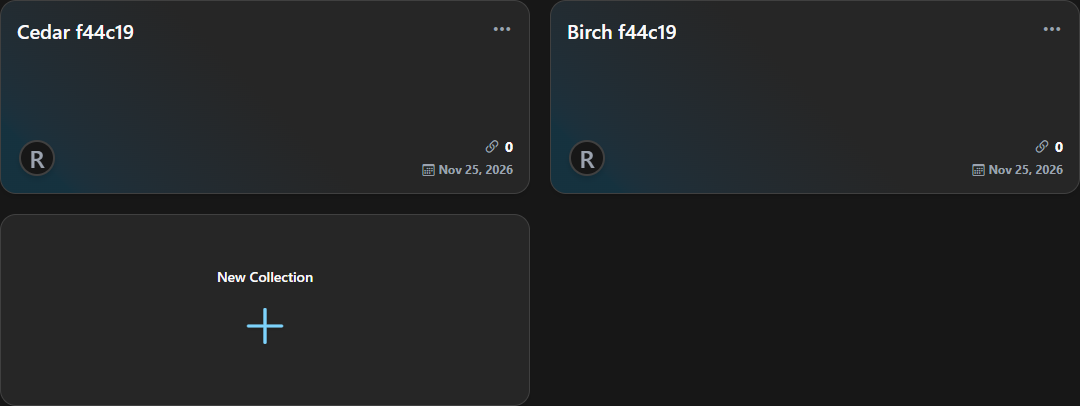 Cedar f44c19
R
0
Nov 25, 2026
Birch f44c19
R
0
Nov 25, 2026
New Collection